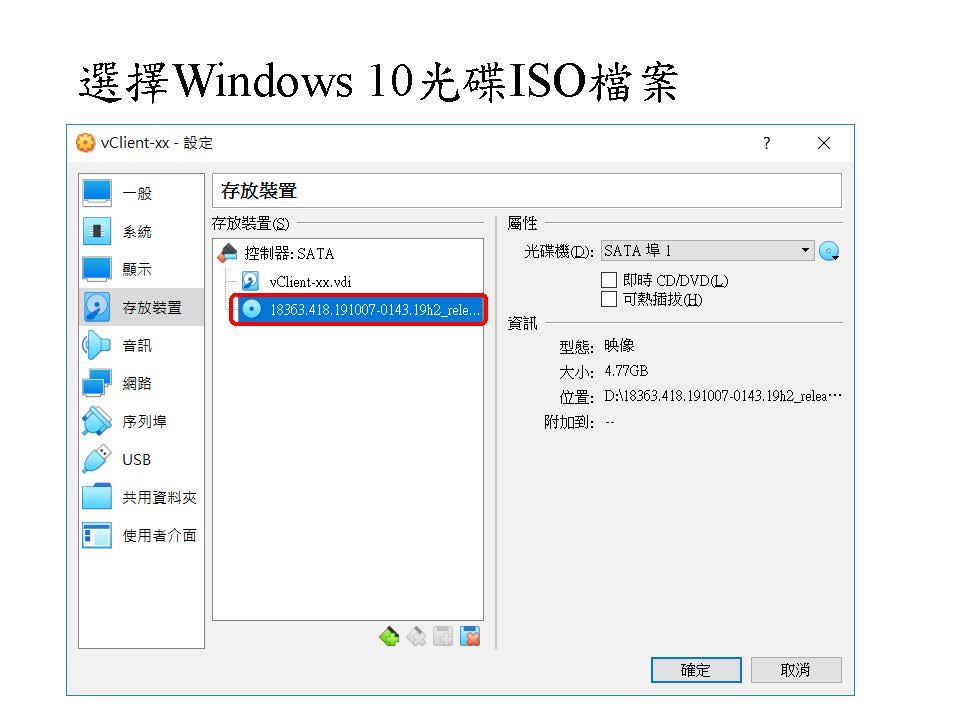 選擇Windows 10光碟ISO檔案
vClient-xx - 設定
?
一般
系統
顯示
存放裝置
音訊
網路
序列埠
USB
共用資料夾
使用者介面
存放裝置
存放裝置(S)
控制器: SATA
vClient-xx.vdi
18363.418.191007-0143.19h2_rele...
屬性
光碟機(D): SATA 埠 1
即時 CD/DVD(L)
可熱插拔(H)
資訊
型態: 映像
大小: 4.77GB
位置: D:\18363.418.191007-0143.19h2_relea…
附加到: --
確定
取消